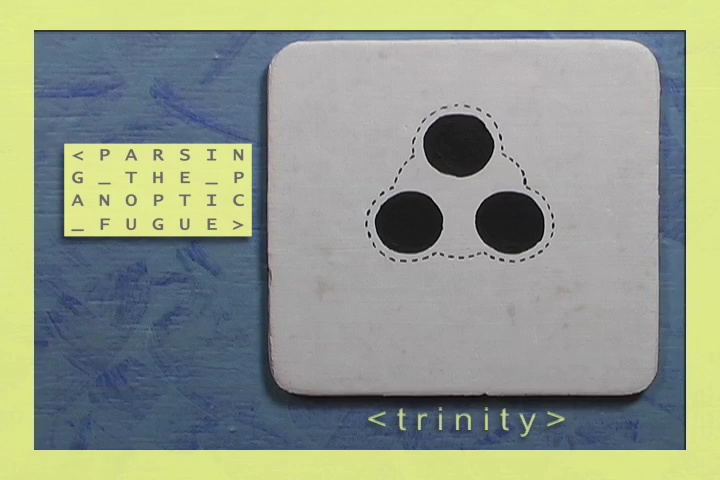 < P A R S I N
G _ T H E _ P
A N O P T I C
_ F U G U E >
<trinity>